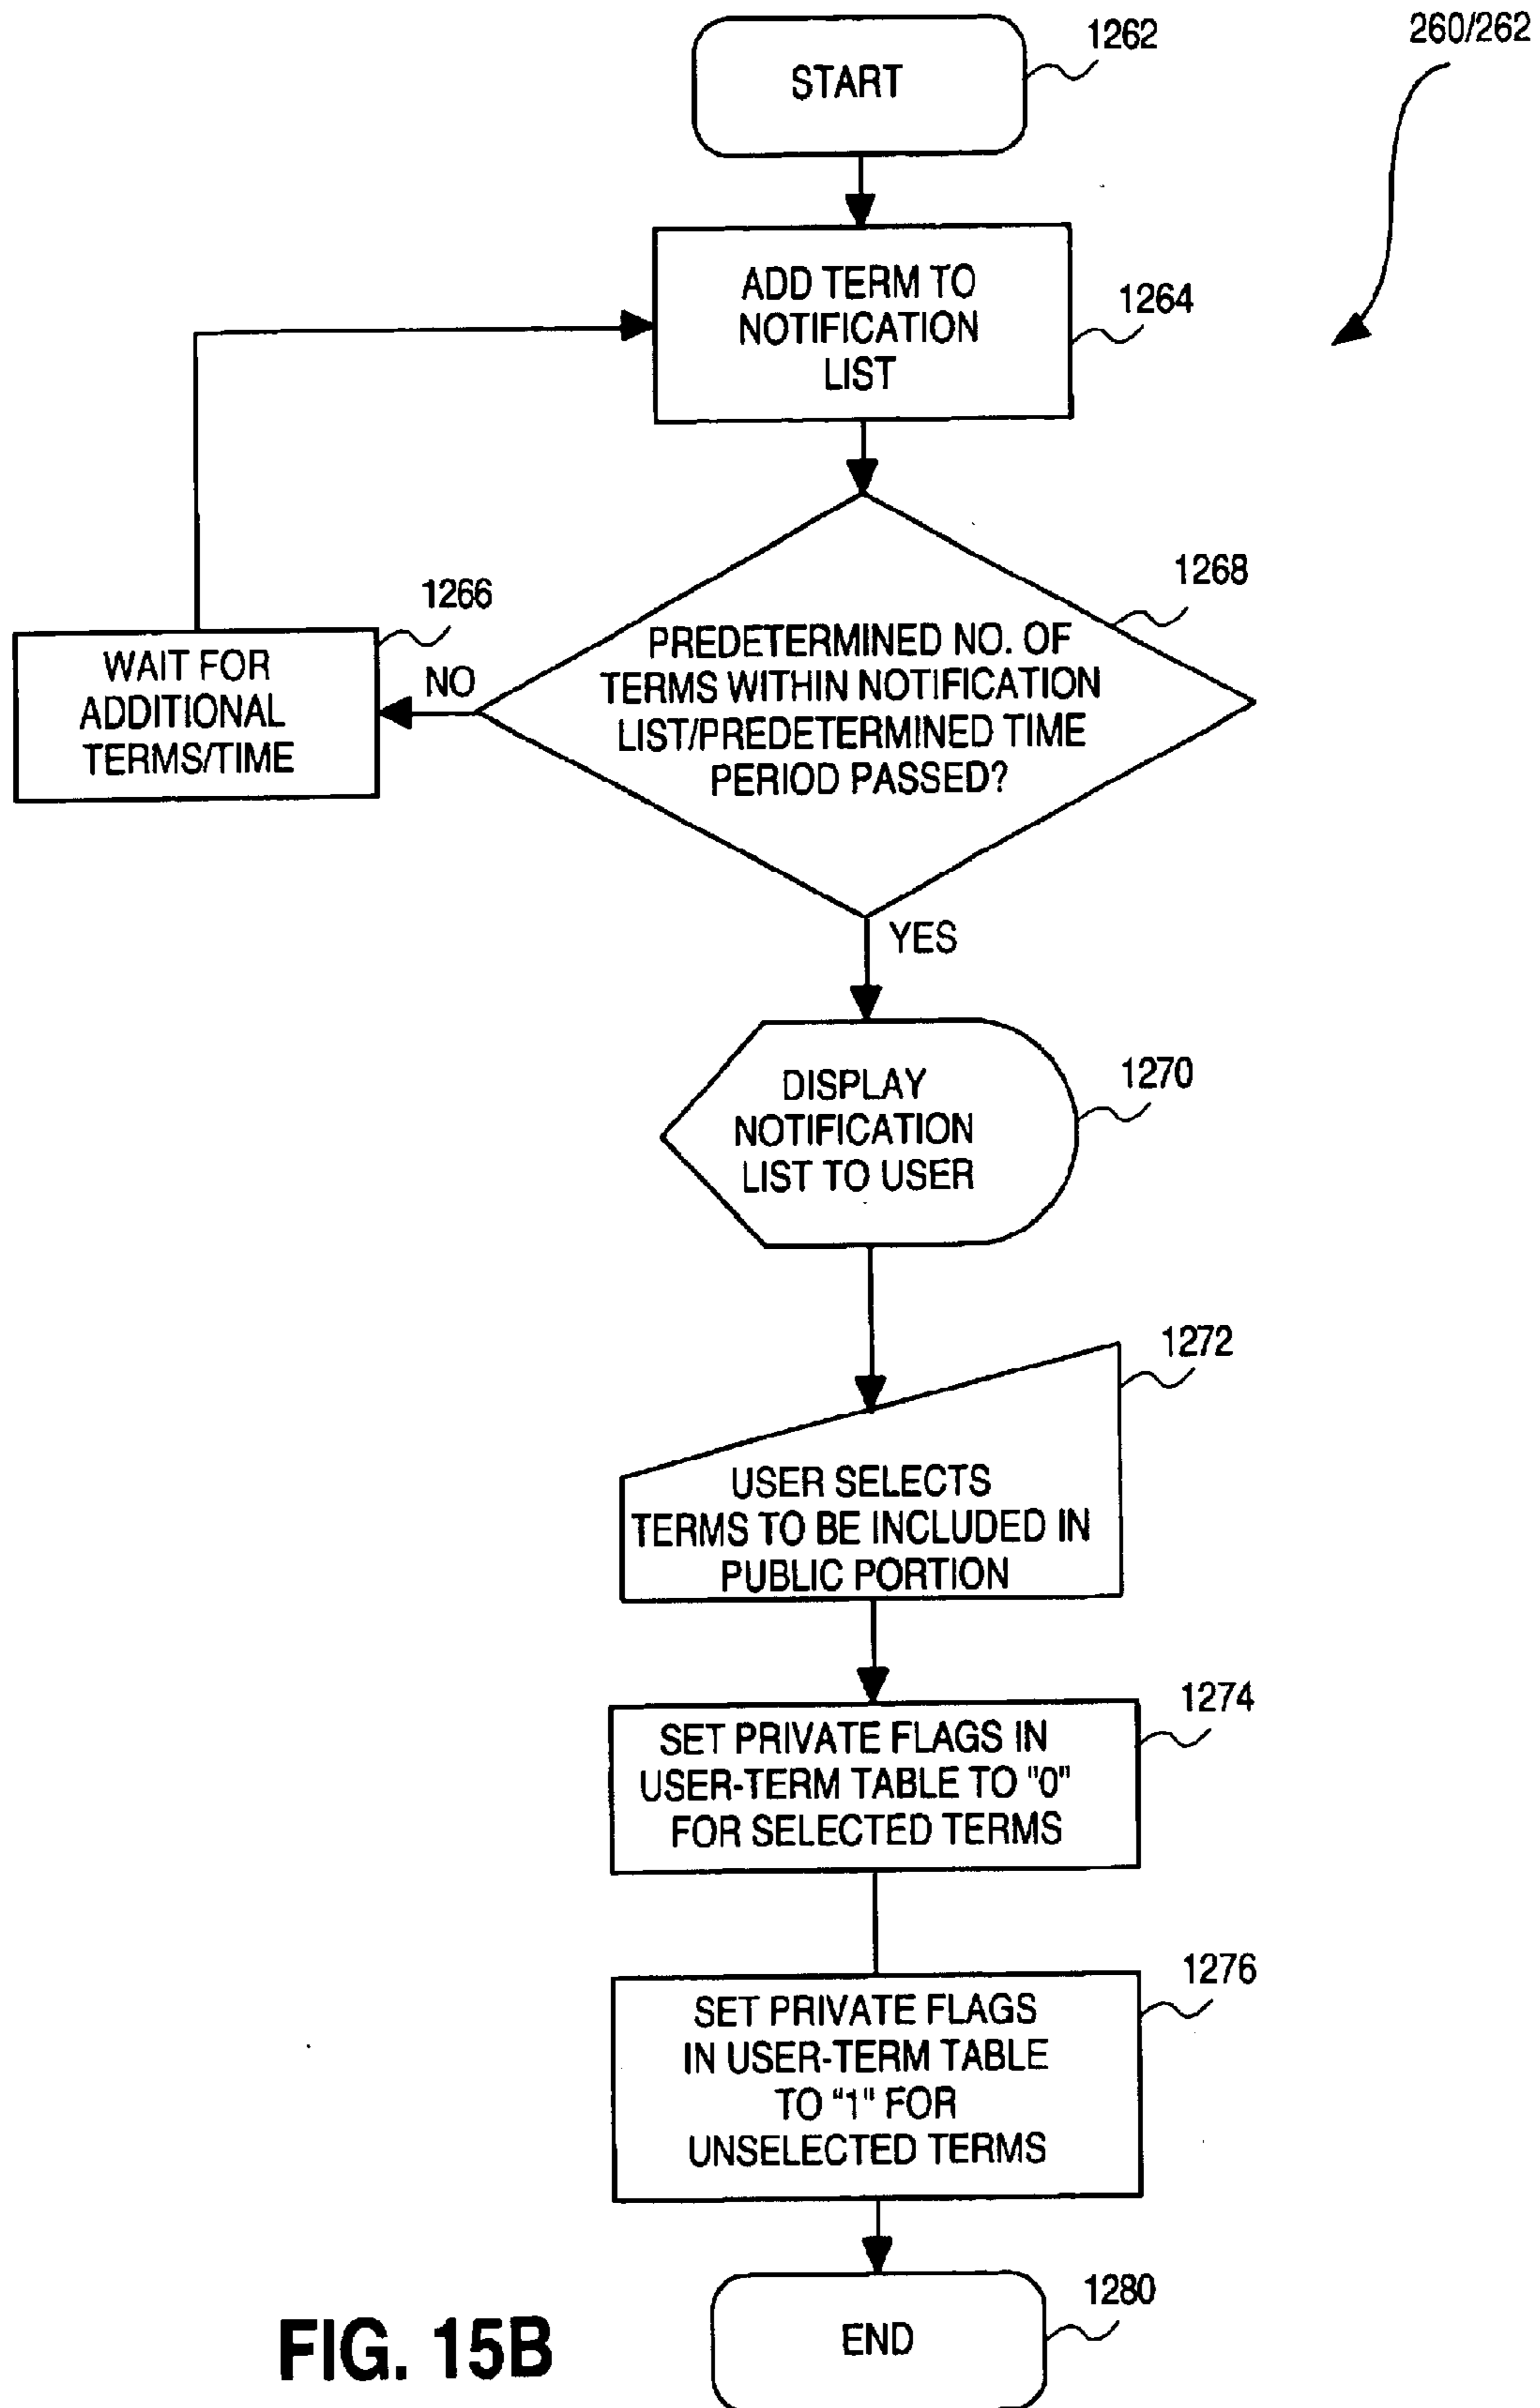 1262
260/262
START
ADD TERM TO
NOTIFICATION
LIST
1264
1268
1266
PREDETERMINED NO. OF
TERMS WITHIN NOTIFICATION
LIST/PREDETERMINED TIME
PERIOD PASSED?
NO
WAIT FOR
ADDITIONAL
TERMS/TIME
YES
DISPLAY
NOTIFICATION
LIST TO USER
1270
1272
USER SELECTS
TERMS TO BE INCLUDED IN
PUBLIC PORTION
1274
SET PRIVATE FLAGS IN
USER-TERM TABLE TO "0"
FOR SELECTED TERMS
1276
SET PRIVATE FLAGS
IN USER-TERM TABLE
TO "1" FOR
UNSELECTED TERMS
1280
END
FIG. 15B